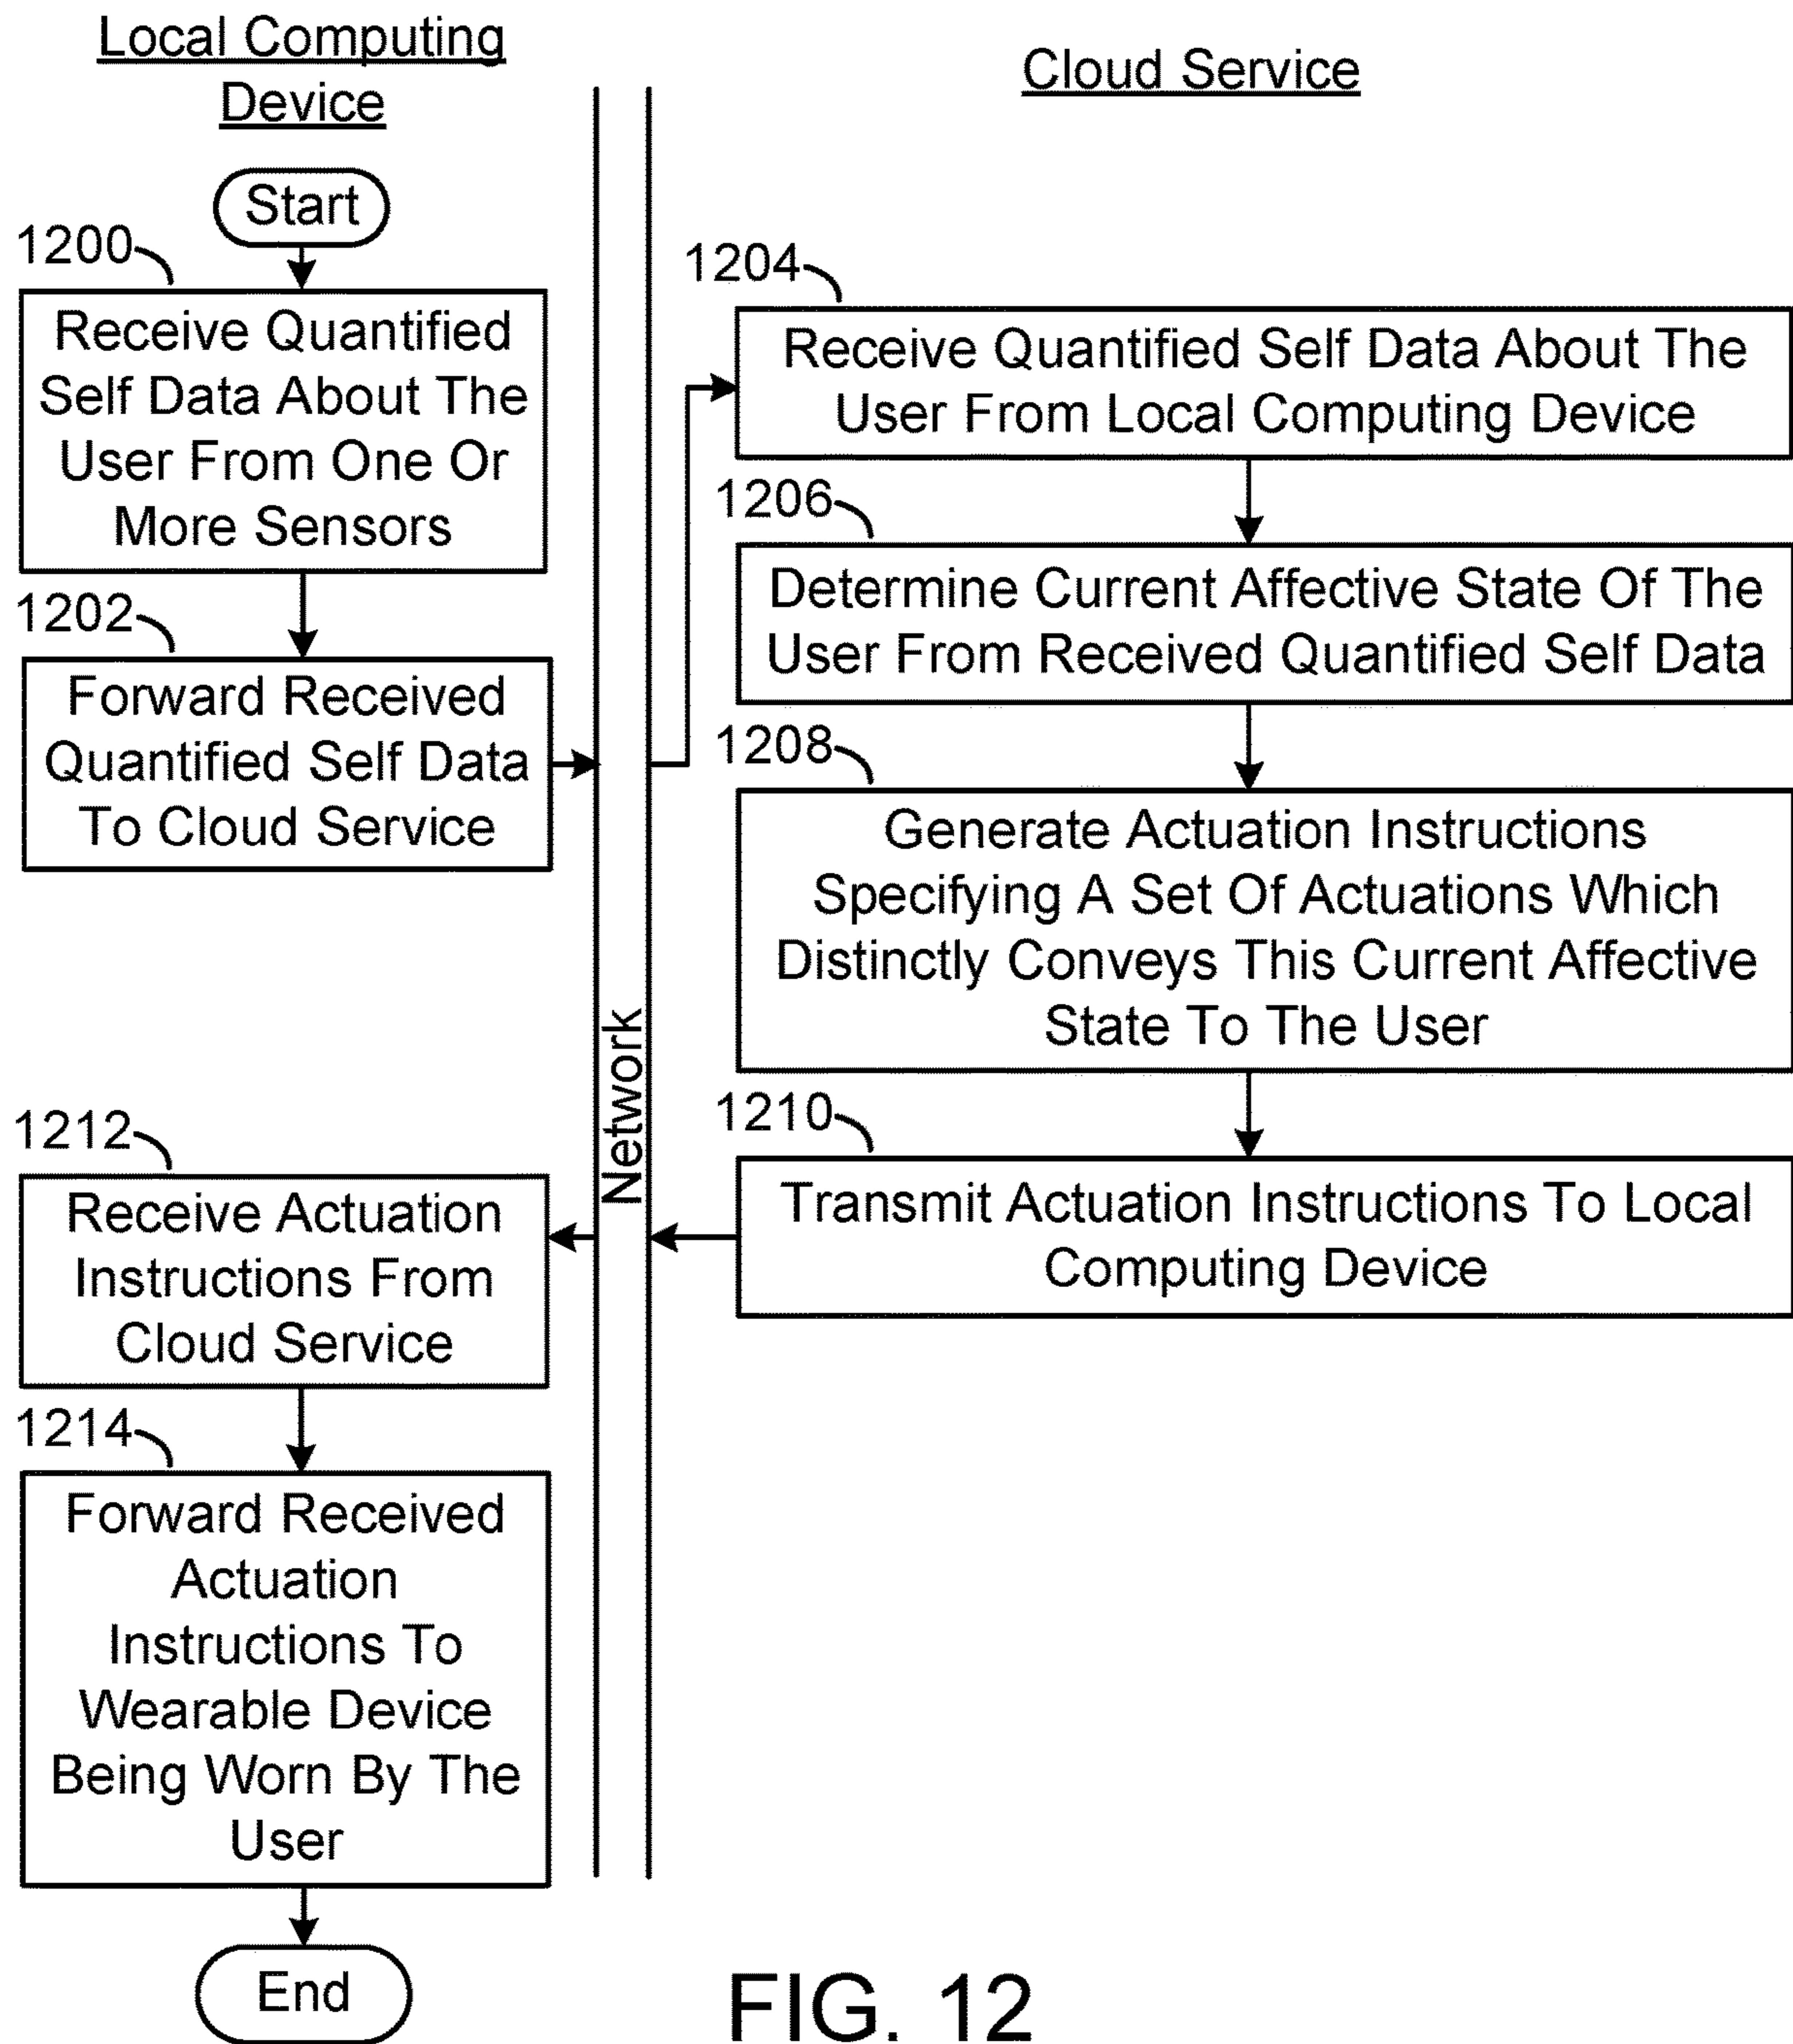 Local Computing
Device
Start
1200
Receive Quantified
Self Data About The
User From One Or
More Sensors
1202
Forward Received
Quantified Self Data
To Cloud Service
Network
Cloud Service
1204
Receive Quantified Self Data About The
User From Local Computing Device
1206
Determine Current Affective State Of The
User From Received Quantified Self Data
1208
Generate Actuation Instructions
Specifying A Set Of Actuations Which
Distinctly Conveys This Current Affective
State To The User
1210
Transmit Actuation Instructions To Local
Computing Device
1212
Receive Actuation
Instructions From
Cloud Service
1214
Forward Received
Actuation
Instructions To
Wearable Device
Being Worn By The
User
End
FIG. 12